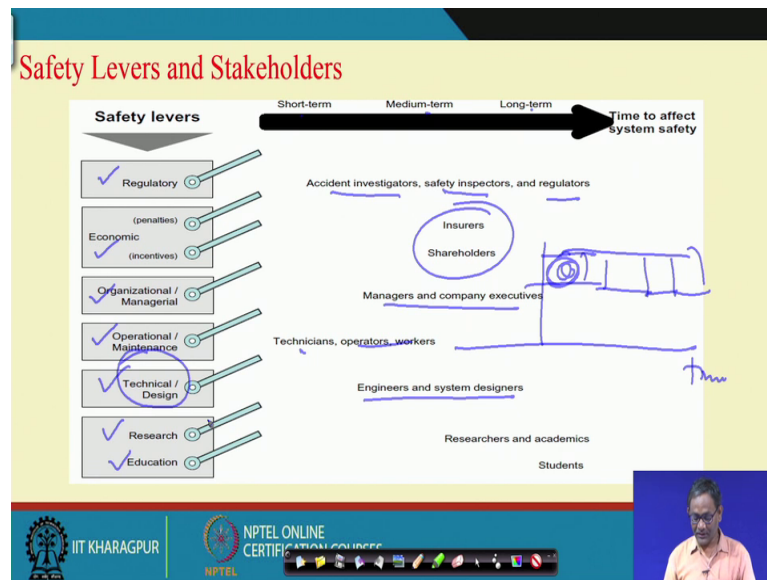 Safety Levers and Stakeholders
Safety levers
Short-term
Medium-term
Long-term
Time to affect
system safety
Regulatory
Accident investigators, safety inspectors, and regulators
(penalties)
Economic
(incentives)
Insurers
Shareholders
Organizational /
Managerial
Managers and company executives
Operational /
Maintenance
Technicians, operators, workers
Technical /
Design
Engineers and system designers
Research
Researchers and academics
Education
Students
IIT KHARAGPUR
NPTEL
NPTEL ONLINE
CERTIFICATION COURSES